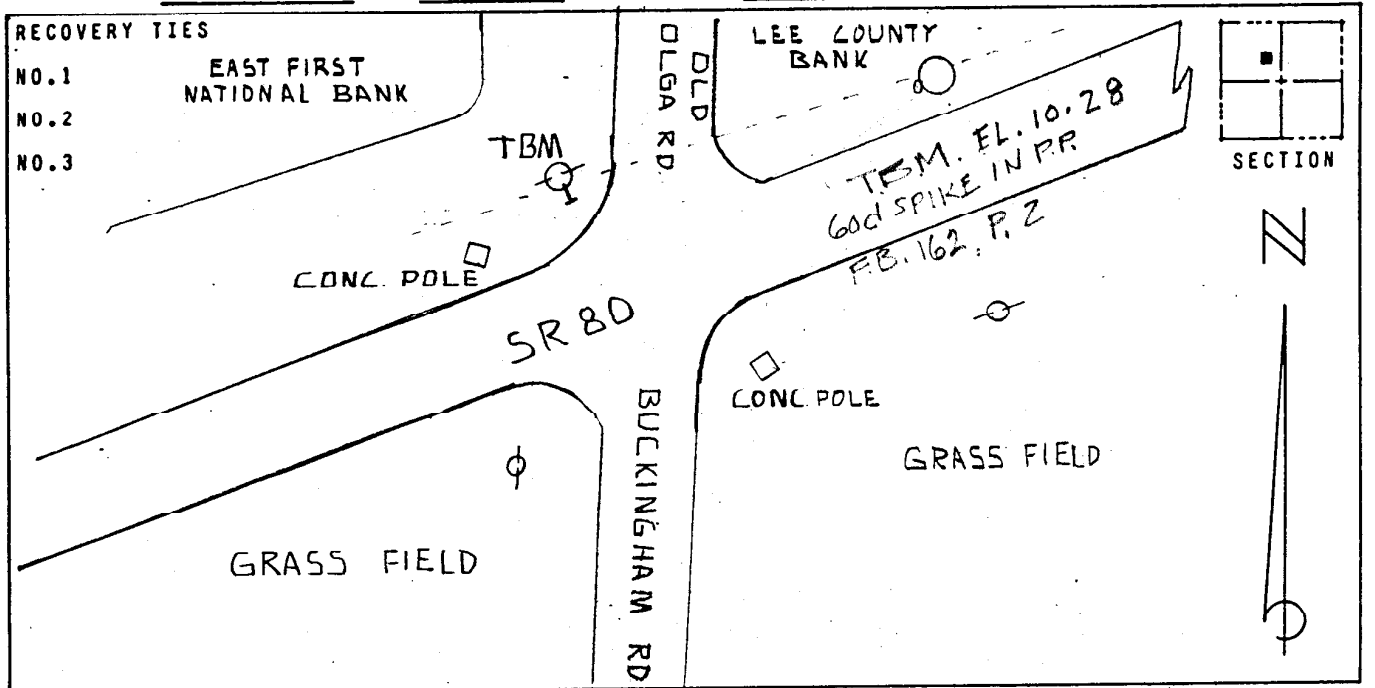 RECOVERY TIES
NO.1
NO.2
NO.3
EAST FIRST
NATIONAL BANK
TBM
CONC. POLE
OLD
OLGA RD
LEE COUNTY
BANK
T.B.M. EL. 10.28
60d SPIKE IN P.P.
F.B. 162, P. 2
SECTION
N
SR 80
CONC. POLE
BUCKINGHAM RD
GRASS FIELD
GRASS FIELD